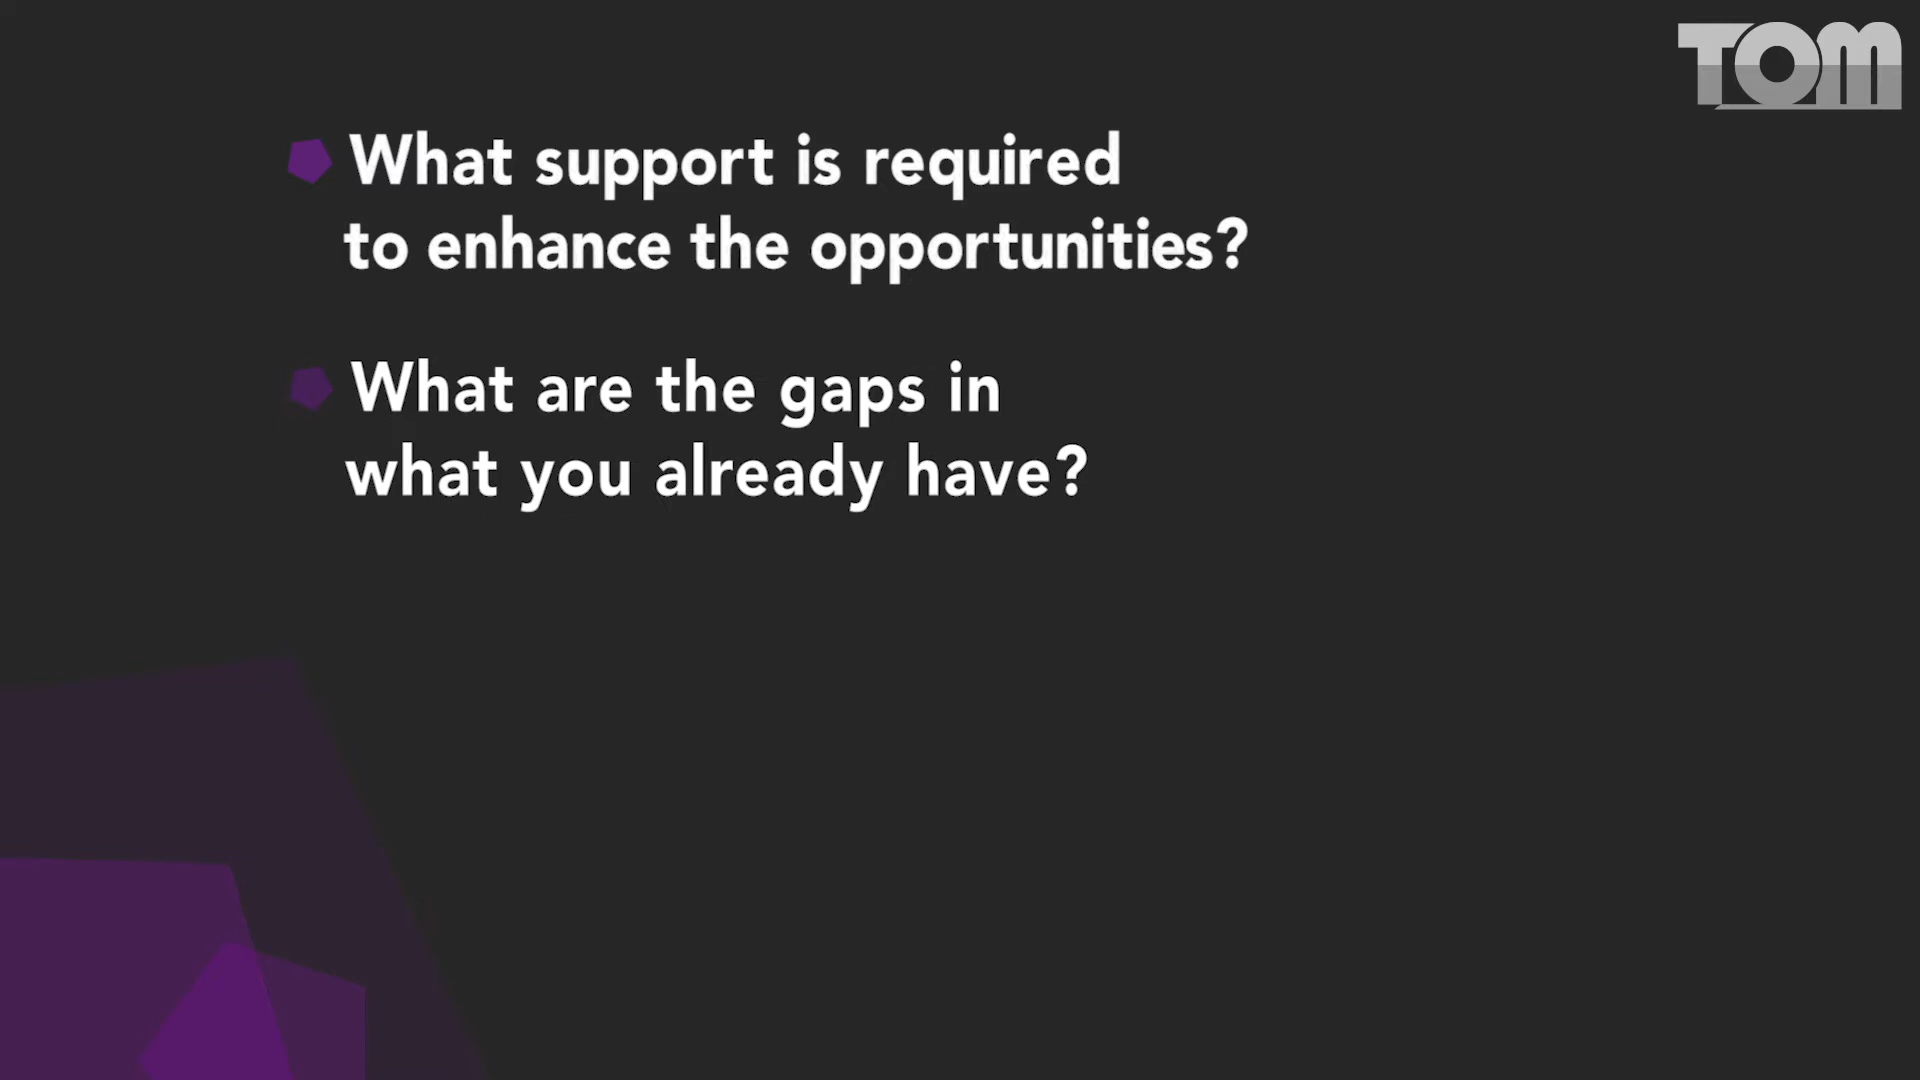 TOM
What support is required
to enhance the opportunities?
What are the gaps in
what you already have?